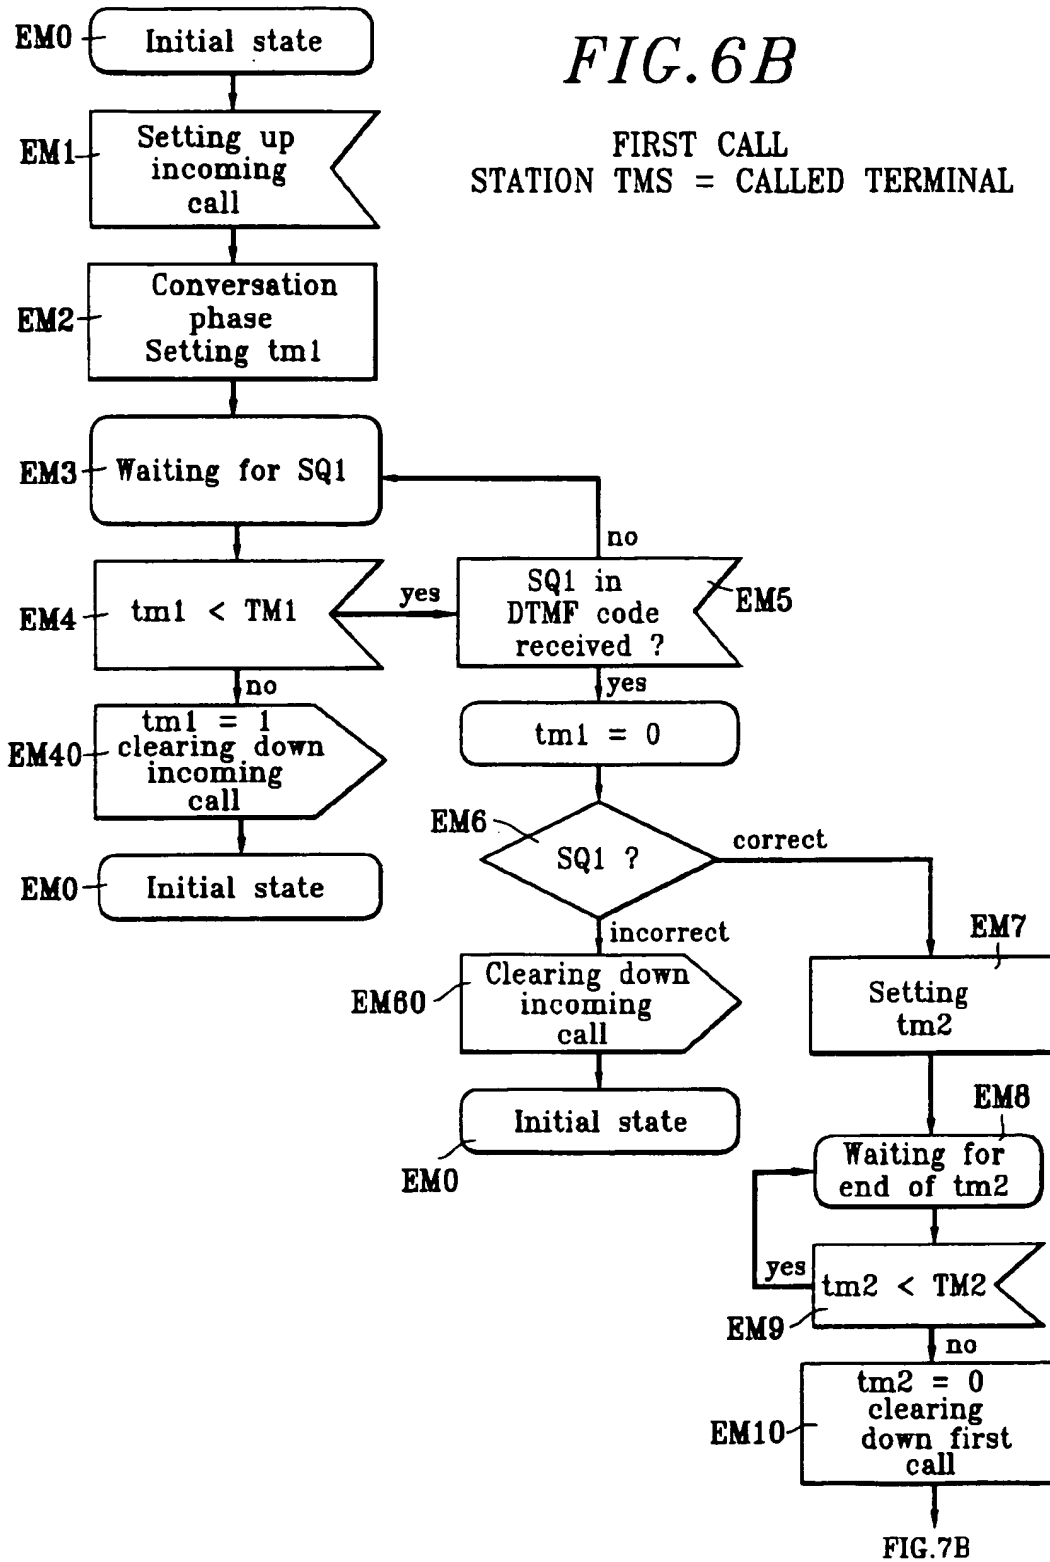 FIG.6B
FIRST CALL
STATION TMS = CALLED TERMINAL
EM0
Initial state
EM1
Setting up
incoming
call
EM2
Conversation
phase
Setting tm1
EM3
Waiting for SQ1
EM4
tm1 < TM1
yes
no
EM5
SQ1 in
DTMF code
received ?
no
yes
EM40
tm1 = 1
clearing down
incoming
call
EM0
Initial state
tm1 = 0
EM6
SQ1 ?
correct
incorrect
EM60
Clearing down
incoming
call
EM0
Initial state
EM7
Setting
tm2
EM8
Waiting for
end of tm2
yes
tm2 < TM2
EM9
no
EM10
tm2 = 0
clearing
down first
call
FIG.7B